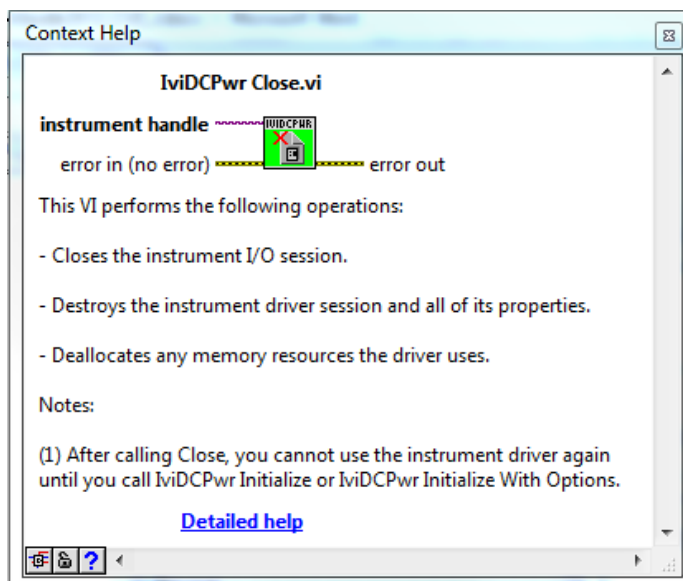 Context Help
IviDCPwr Close.vi
instrument handle
IVIDCPWR
error in (no error)
error out
This VI performs the following operations:
- Closes the instrument I/O session.
- Destroys the instrument driver session and all of its properties.
- Deallocates any memory resources the driver uses.
Notes:
(1) After calling Close, you cannot use the instrument driver again
until you call IviDCPwr Initialize or IviDCPwr Initialize With Options.
Detailed help
?